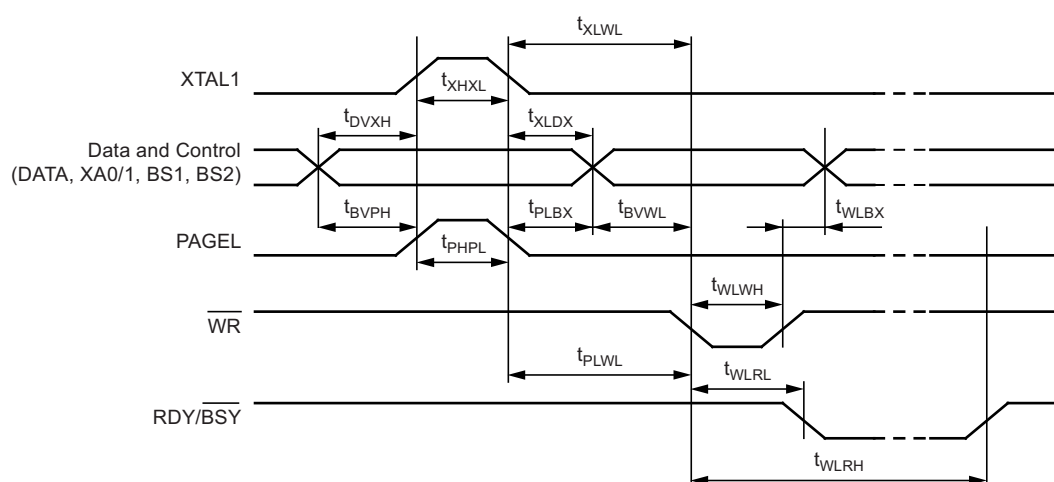 tXLWL
XTAL1
tXHXL
tDVXH
tXLDX
Data and Control
(DATA, XA0/1, BS1, BS2)
tBVPH
tPLBX
tBVWL
tWLBX
PAGEL
tPHPL
tWLWH
WR
tPLWL
tWLRL
RDY/BSY
tWLRH